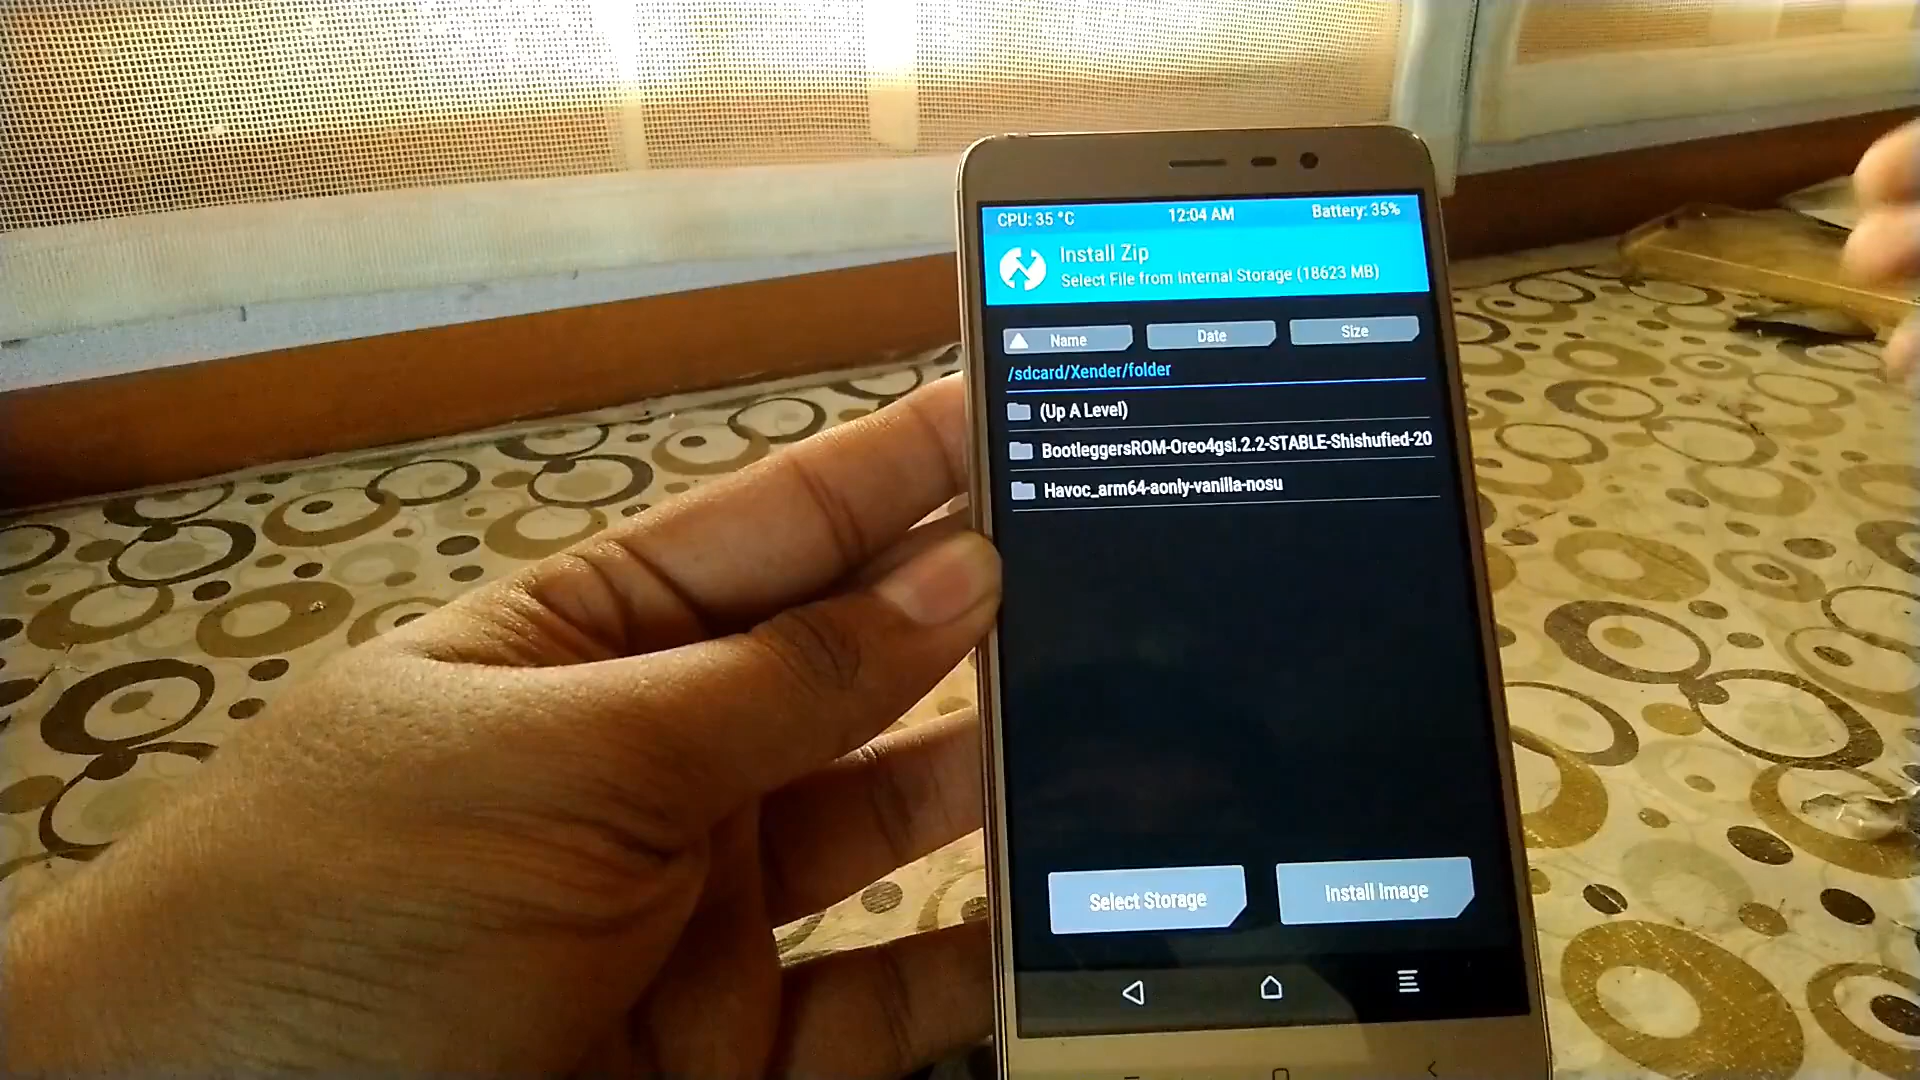 CPU: 35 °C 12:04 AM Battery: 35%
Install Zip
Select File from Internal Storage (18623 MB)
Name Date Size
/sdcard/Xender/folder
(Up A Level)
BootleggersROM-Oreo4gsi.2.2-STABLE-Shishufied-20
Havoc_arm64-aonly-vanilla-nosu
Select Storage Install Image